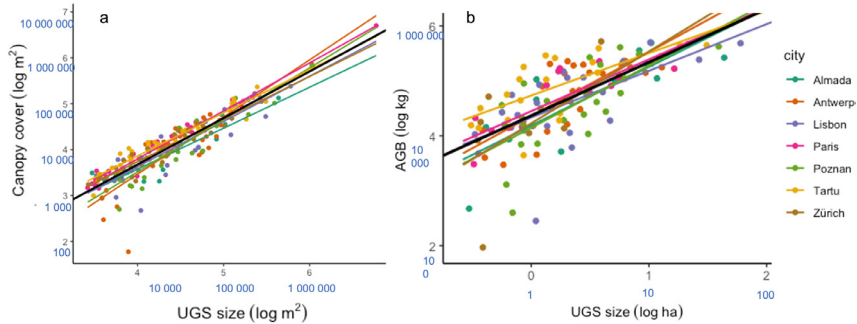 a
7
10 000 000
6
1 000 000
5
100 000
4
10 000
3
1 000
2
100
Canopy cover (log m²)
4
5
6
10 000
100 000
1 000 000
UGS size (log m²)
b
6
1 000 000
4
10
000
2
10
0
AGB (log kg)
0
1
2
1
10
100
UGS size (log ha)
city
Almada
Antwerp
Lisbon
Paris
Poznan
Tartu
Zürich